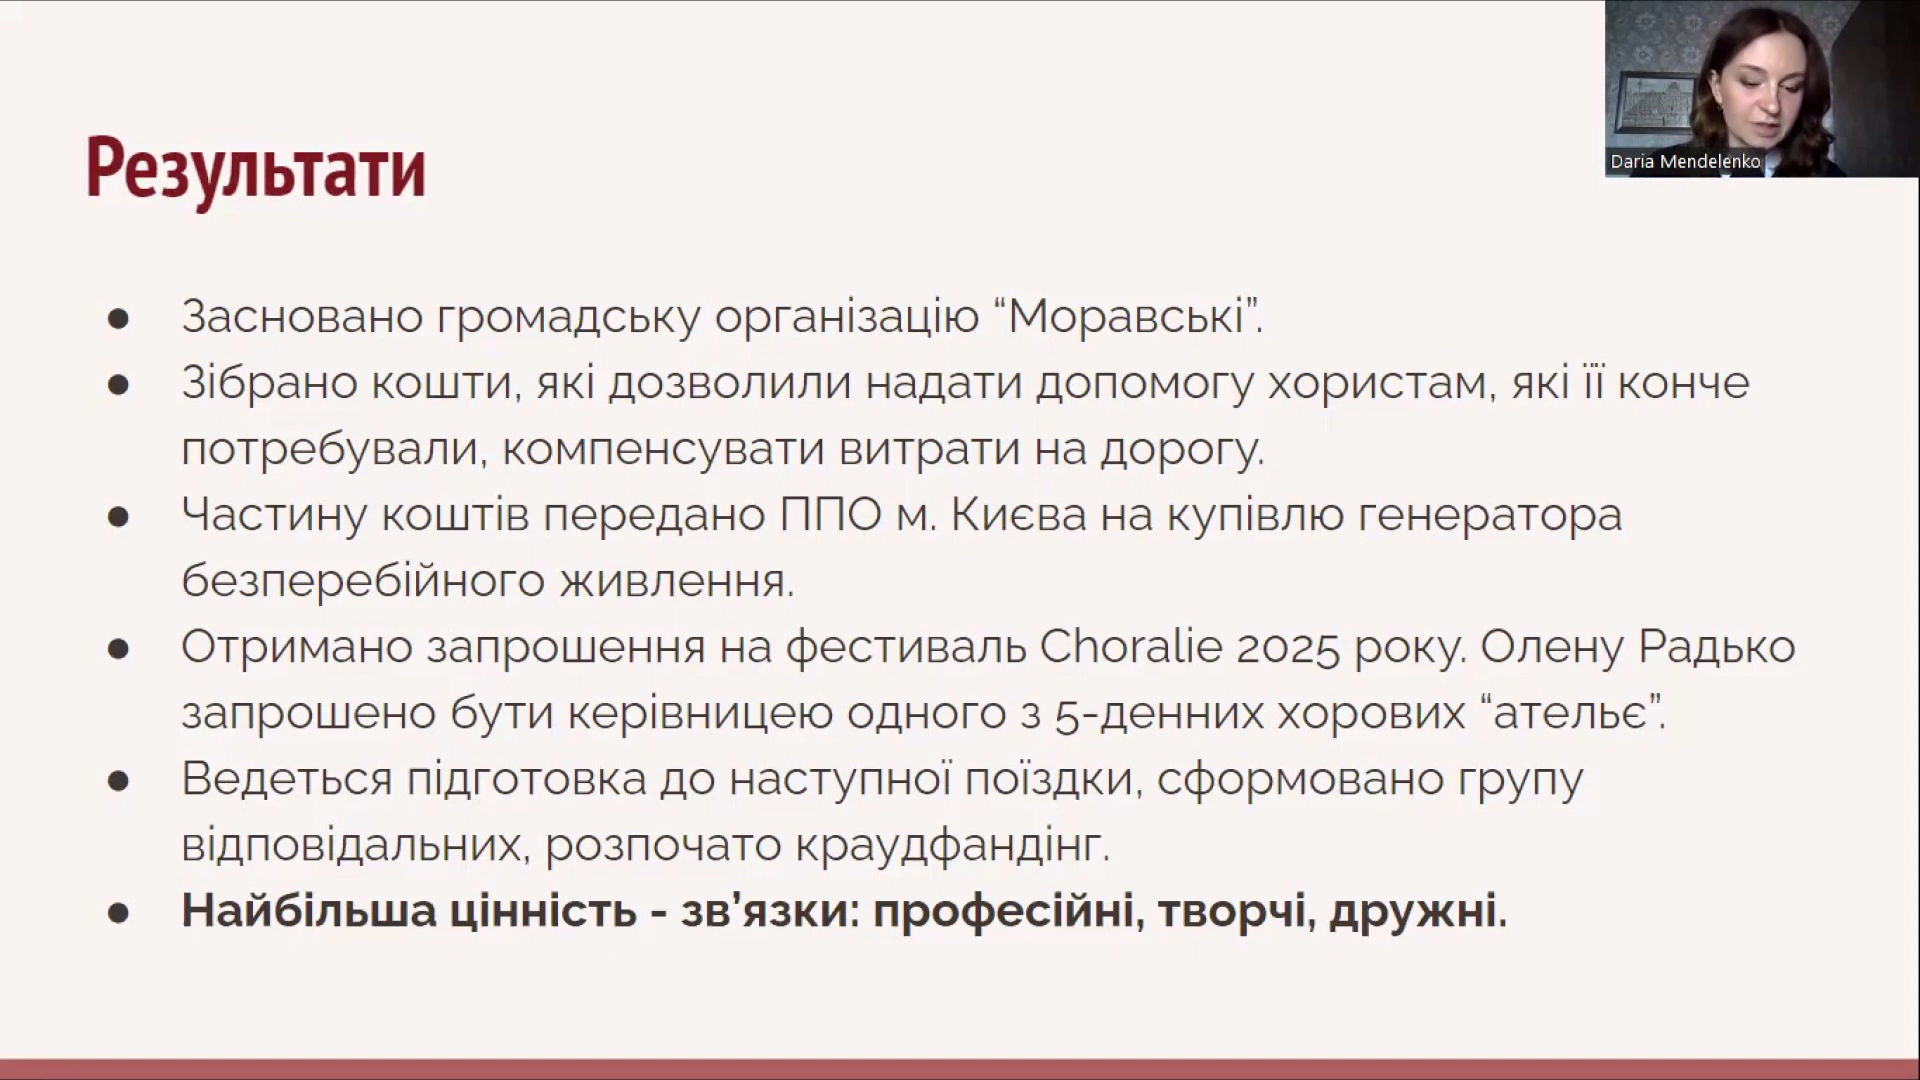 Daria Mendelenko
Результати
● Засновано громадську організацію “Моравські”.
● Зібрано кошти, які дозволили надати допомогу хористам, які її конче
потребували, компенсувати витрати на дорогу.
● Частину коштів передано ППО м. Києва на купівлю генератора
безперебійного живлення.
● Отримано запрошення на фестиваль Choralie 2025 року. Олену Радько
запрошено бути керівницею одного з 5-денних хорових “ательє”.
● Ведеться підготовка до наступної поїздки, сформовано групу
відповідальних, розпочато краудфандінг.
● Найбільша цінність - зв’язки: професійні, творчі, дружні.